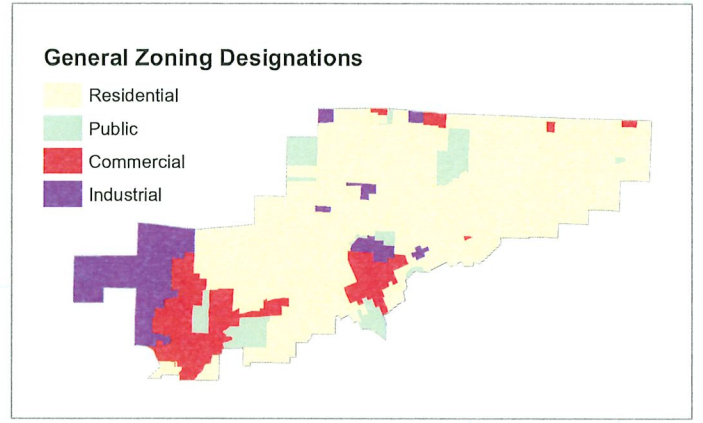 General Zoning Designations
Residential
Public
Commercial
Industrial